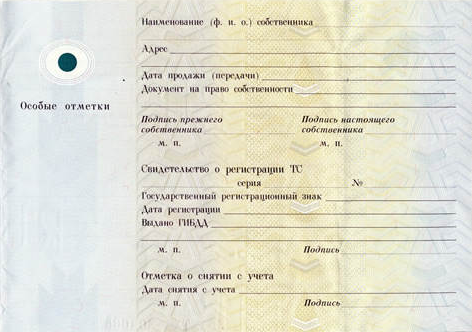 Особые отметки
Наименование (ф. и. о.) собственника
Адрес
Дата продажи (передачи)
Документ на право собственности
Подпись прежнего собственника
Подпись настоящего собственника
м. п.
м. п.
Свидетельство о регистрации ТС
серия №
Государственный регистрационный знак
Дата регистрации
Выдано ГИБДД
м. п. Подпись
Отметка о снятии с учета
Дата снятия с учета
м. п. Подпись